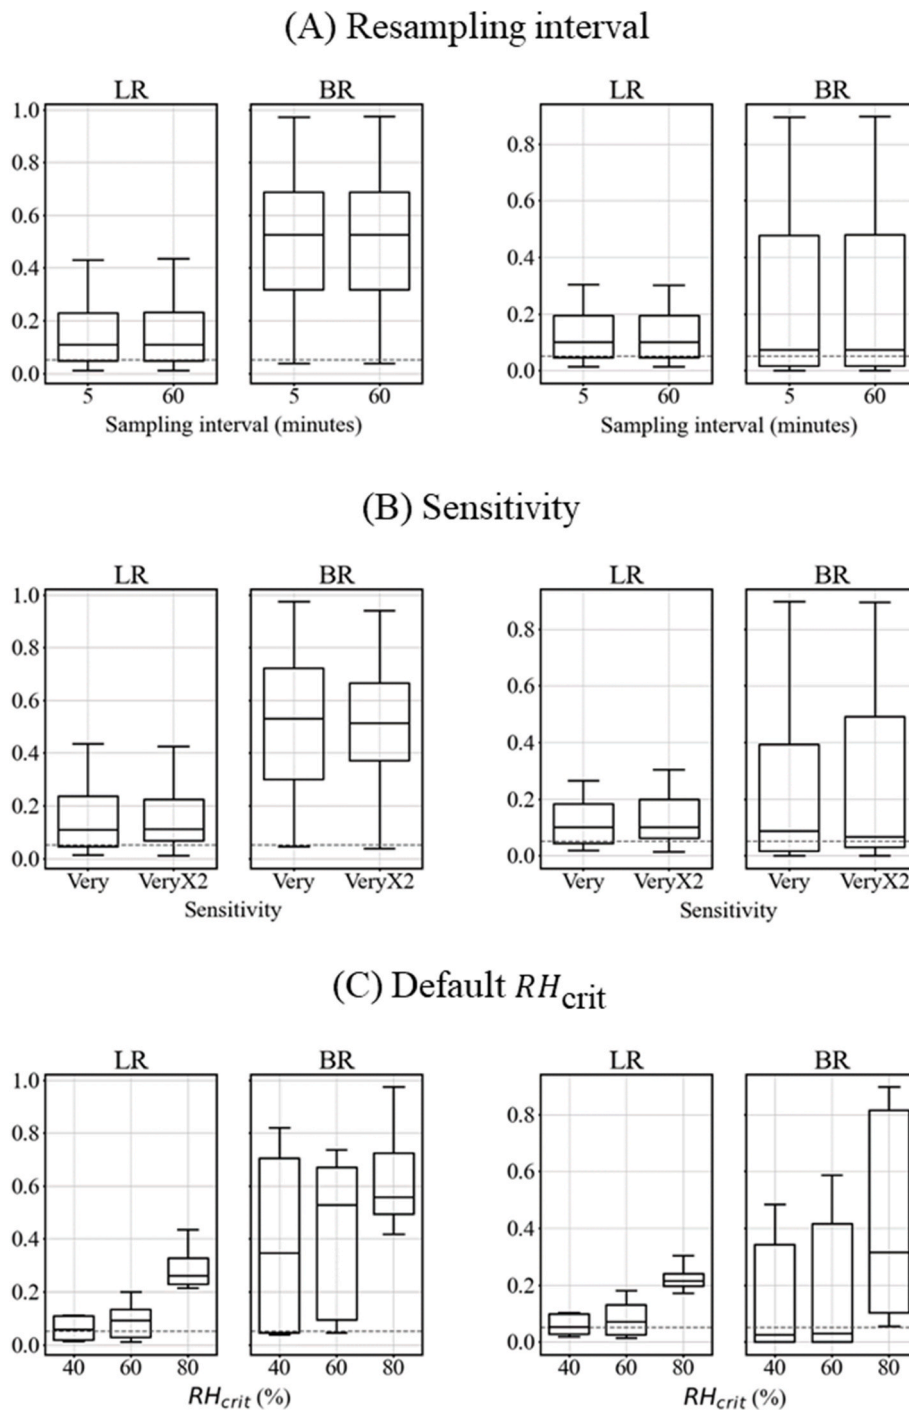 (A) Resampling interval
LR BR LR BR
1.0
0.8 0.8
0.6 0.6
0.4 0.4
0.2 0.2
0.0 0.0
5 60 5 60 5 60 5 60
Sampling interval (minutes) Sampling interval (minutes)
(B) Sensitivity
LR BR LR BR
1.0
0.8 0.8
0.6 0.6
0.4 0.4
0.2 0.2
0.0 0.0
Very VeryX2 Very VeryX2 Very VeryX2 Very VeryX2
Sensitivity Sensitivity
(C) Default RHcrit
LR BR LR BR
1.0
0.8 0.8
0.6 0.6
0.4 0.4
0.2 0.2
0.0 0.0
40 60 80 40 60 80 40 60 80 40 60 80
RHcrit (%) RHcrit (%)